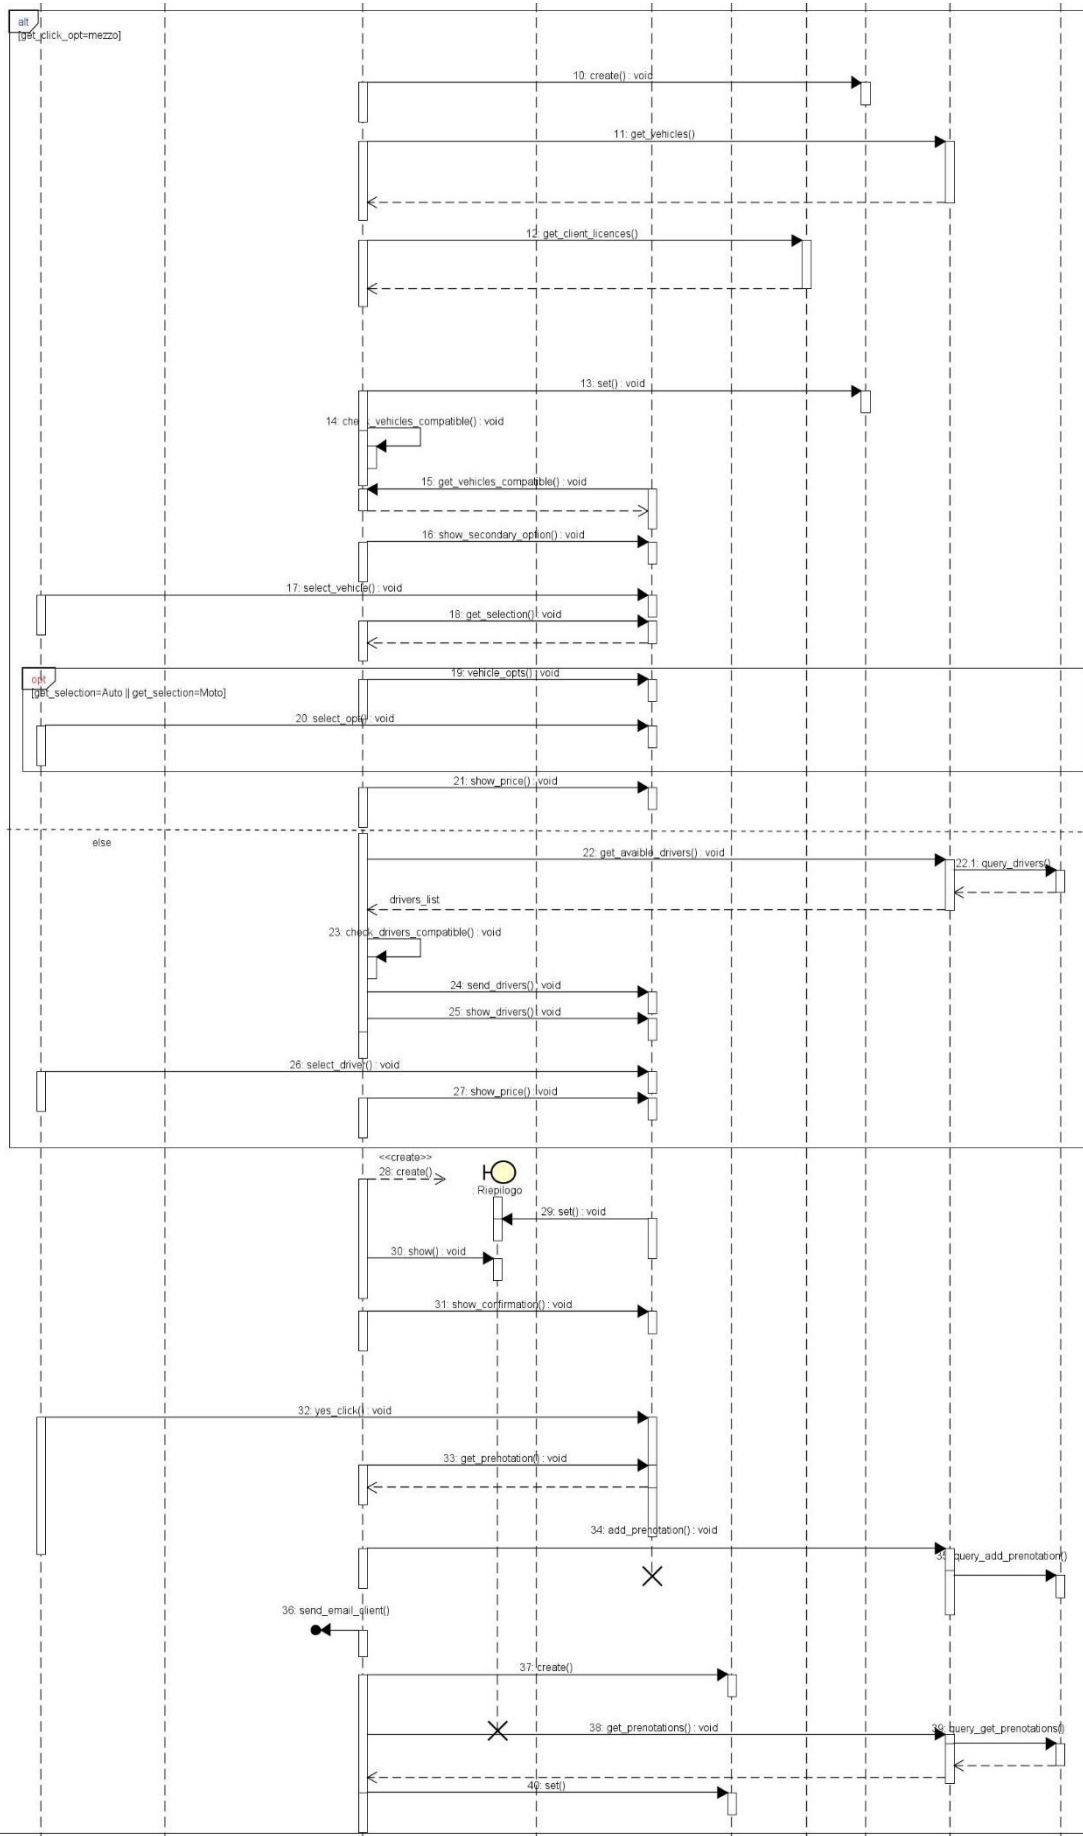 alt
[get_click_opt=mezzo]
10: create() : void
11: get_vehicles()
12: get_client_licences()
13: set() : void
14: check_vehicles_compatible() : void
15: get_vehicles_compatible() : void
16: show_secondary_option() : void
17: select_vehicle() : void
18: get_selection() : void
opt
19: vehicle_opts() : void
[get_selection=Auto || get_selection=Moto]
20: select_opt() : void
21: show_price() : void
else
22: get_avaible_drivers() : void
22.1: query_drivers()
drivers_list
23: check_drivers_compatible() : void
24: send_drivers() : void
25: show_drivers() : void
26: select_driver() : void
27: show_price() : void
<<create>>
28: create()
: Riepilogo
29: set() : void
30: show() : void
31: show_confirmation() : void
32: yes_click() : void
33: get_prenotation() : void
34: add_prenotation() : void
35: query_add_prenotation()
36: send_email_client()
37: create()
38: get_prenotations() : void
39: query_get_prenotations()
40: set()